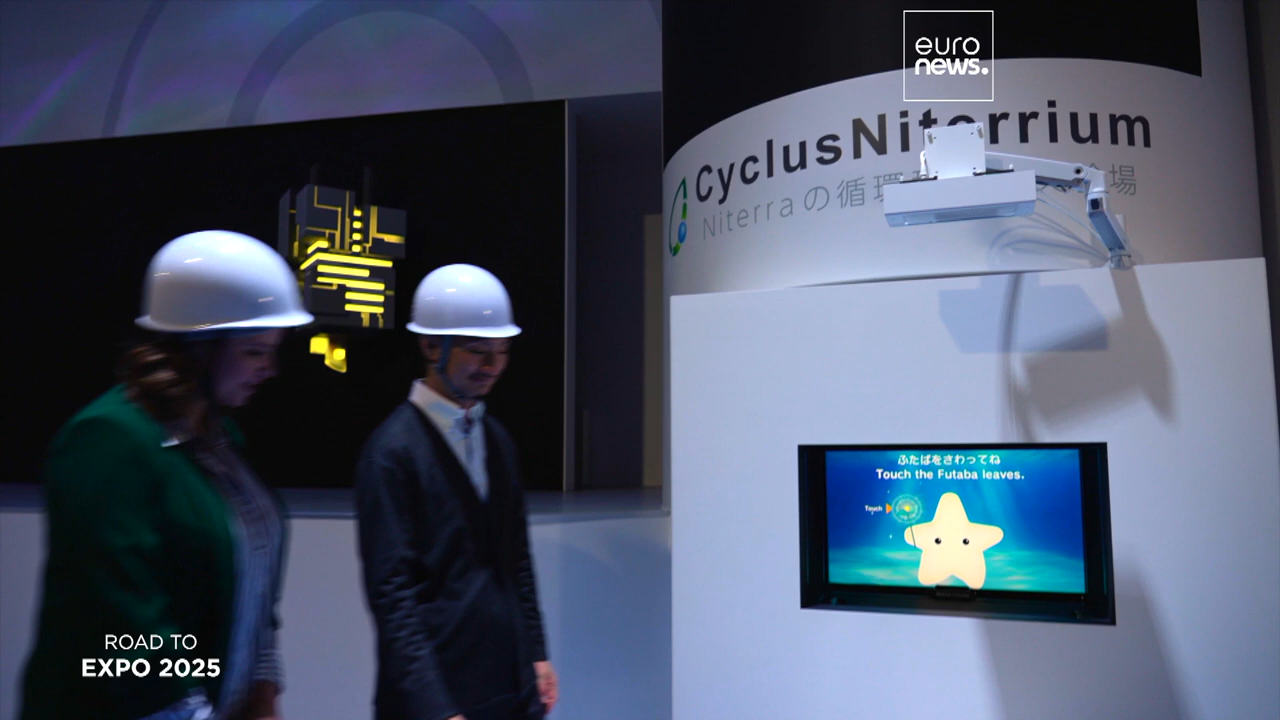 euro
news.
CyclusNiterrium
Niterraの循環
場
ふたばをさわってね
Touch the Futaba leaves.
Touch
ROAD TO
EXPO 2025